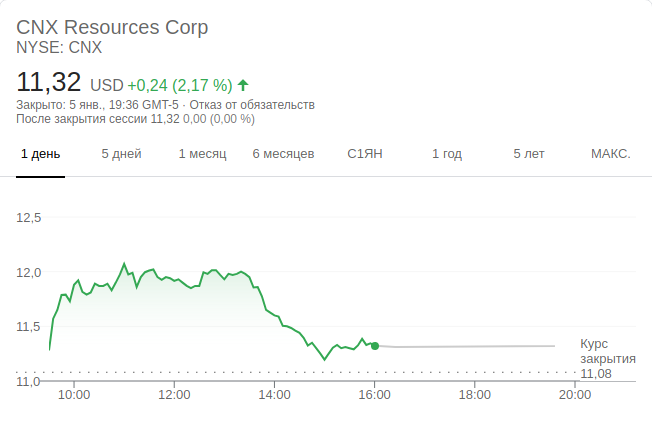 CNX Resources Corp
NYSE: CNX
11,32 USD +0,24 (2,17 %)
Закрыто: 5 янв., 19:36 GMT-5 · Отказ от обязательств
После закрытия сессии 11,32 0,00 (0,00 %)
1 день 5 дней 1 месяц 6 месяцев С1ЯН 1 год 5 лет МАКС.
12,5
12,0
11,5
Курс
закрытия
11,08
11,0
10:00 12:00 14:00 16:00 18:00 20:00